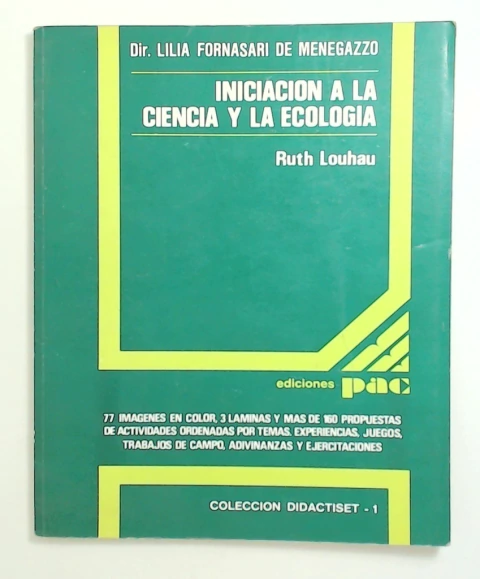 Dir. LILIA FORNASARI DE MENEGAZZO
INICIACION A LA
CIENCIA Y LA ECOLOGIA
Ruth Louhau
ediciones pac
77 IMAGENES EN COLOR, 3 LAMINAS Y MAS DE 160 PROPUESTAS
DE ACTIVIDADES ORDENADAS POR TEMAS. EXPERIENCIAS, JUEGOS,
TRABAJOS DE CAMPO, ADIVINANZAS Y EJERCITACIONES
COLECCION DIDACTISET - 1